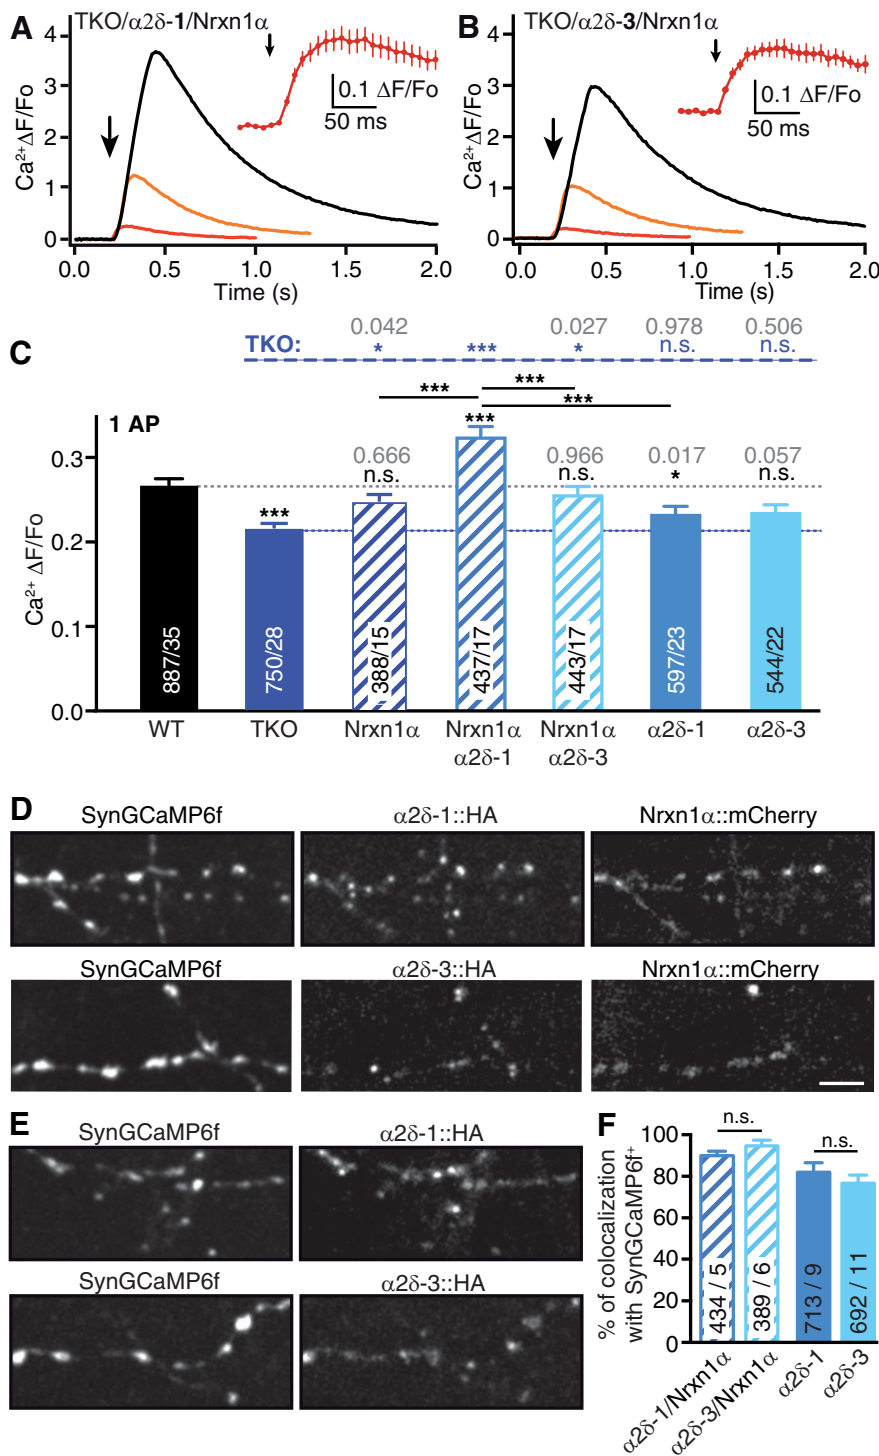 A TKO/α2δ-1/Nrxn1α
Ca²⁺ ΔF/Fo
4
3
2
1
0
0.0 0.5 1.0 1.5 2.0
Time (s)
0.1 ΔF/Fo
50 ms
B TKO/α2δ-3/Nrxn1α
Ca²⁺ ΔF/Fo
4
3
2
1
0
0.0 0.5 1.0 1.5 2.0
Time (s)
0.1 ΔF/Fo
50 ms
C
0.042 0.027 0.978 0.506
TKO: * *** * n.s. n.s.
*** ***
***
1 AP
***
0.666 0.966 0.017 0.057
*** n.s. n.s. * n.s.
Ca²⁺ ΔF/Fo
0.3
0.2
0.1
0.0
887/35 750/28 388/15 437/17 443/17 597/23 544/22
WT TKO Nrxn1α Nrxn1α Nrxn1α α2δ-1 α2δ-3
α2δ-1 α2δ-3
D
SynGCaMP6f α2δ-1::HA Nrxn1α::mCherry
SynGCaMP6f α2δ-3::HA Nrxn1α::mCherry
E
SynGCaMP6f α2δ-1::HA
SynGCaMP6f α2δ-3::HA
F
n.s. n.s.
% of colocalization
with SynGCaMP6f⁺
100
80
60
40
20
0
434 / 5 389 / 6 713 / 9 692 / 11
α2δ-1/Nrxn1α α2δ-3/Nrxn1α α2δ-1 α2δ-3